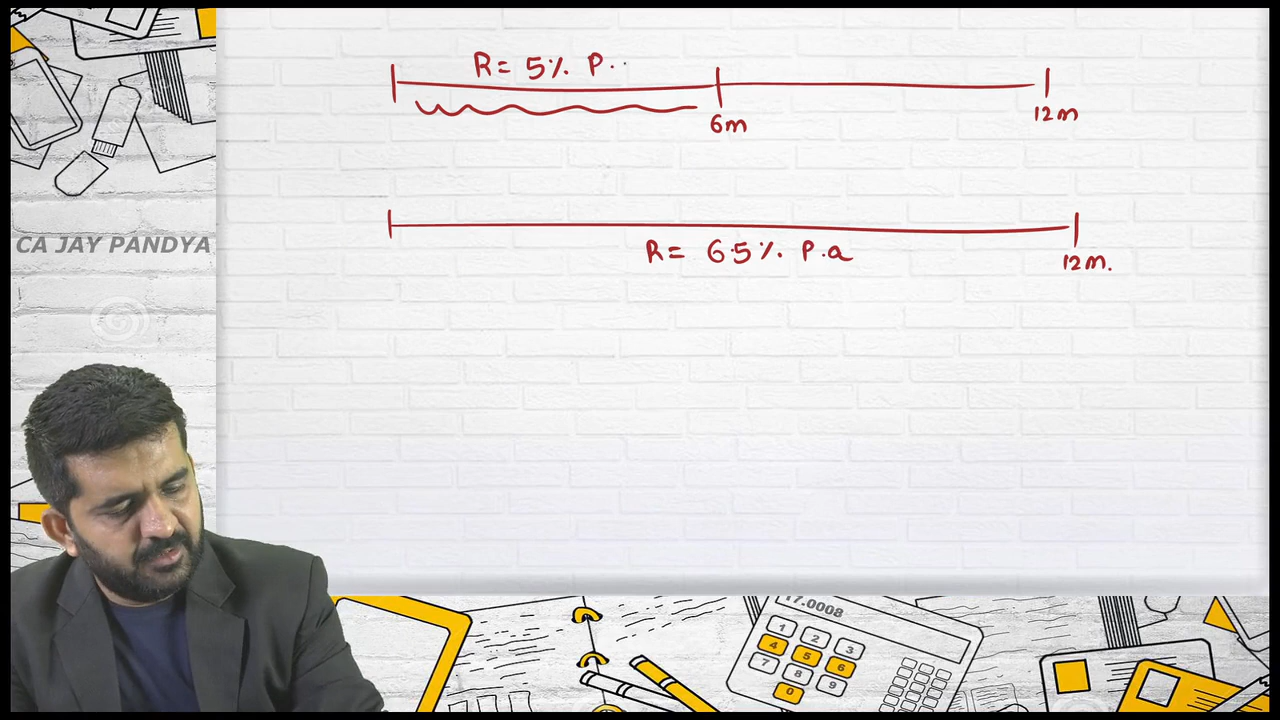 R= 5% P..
6m
12m
CA JAY PANDYA
R= 6.5% P.a
12m.
17.0008
1 2 3
4 5 6
7 8 9
0